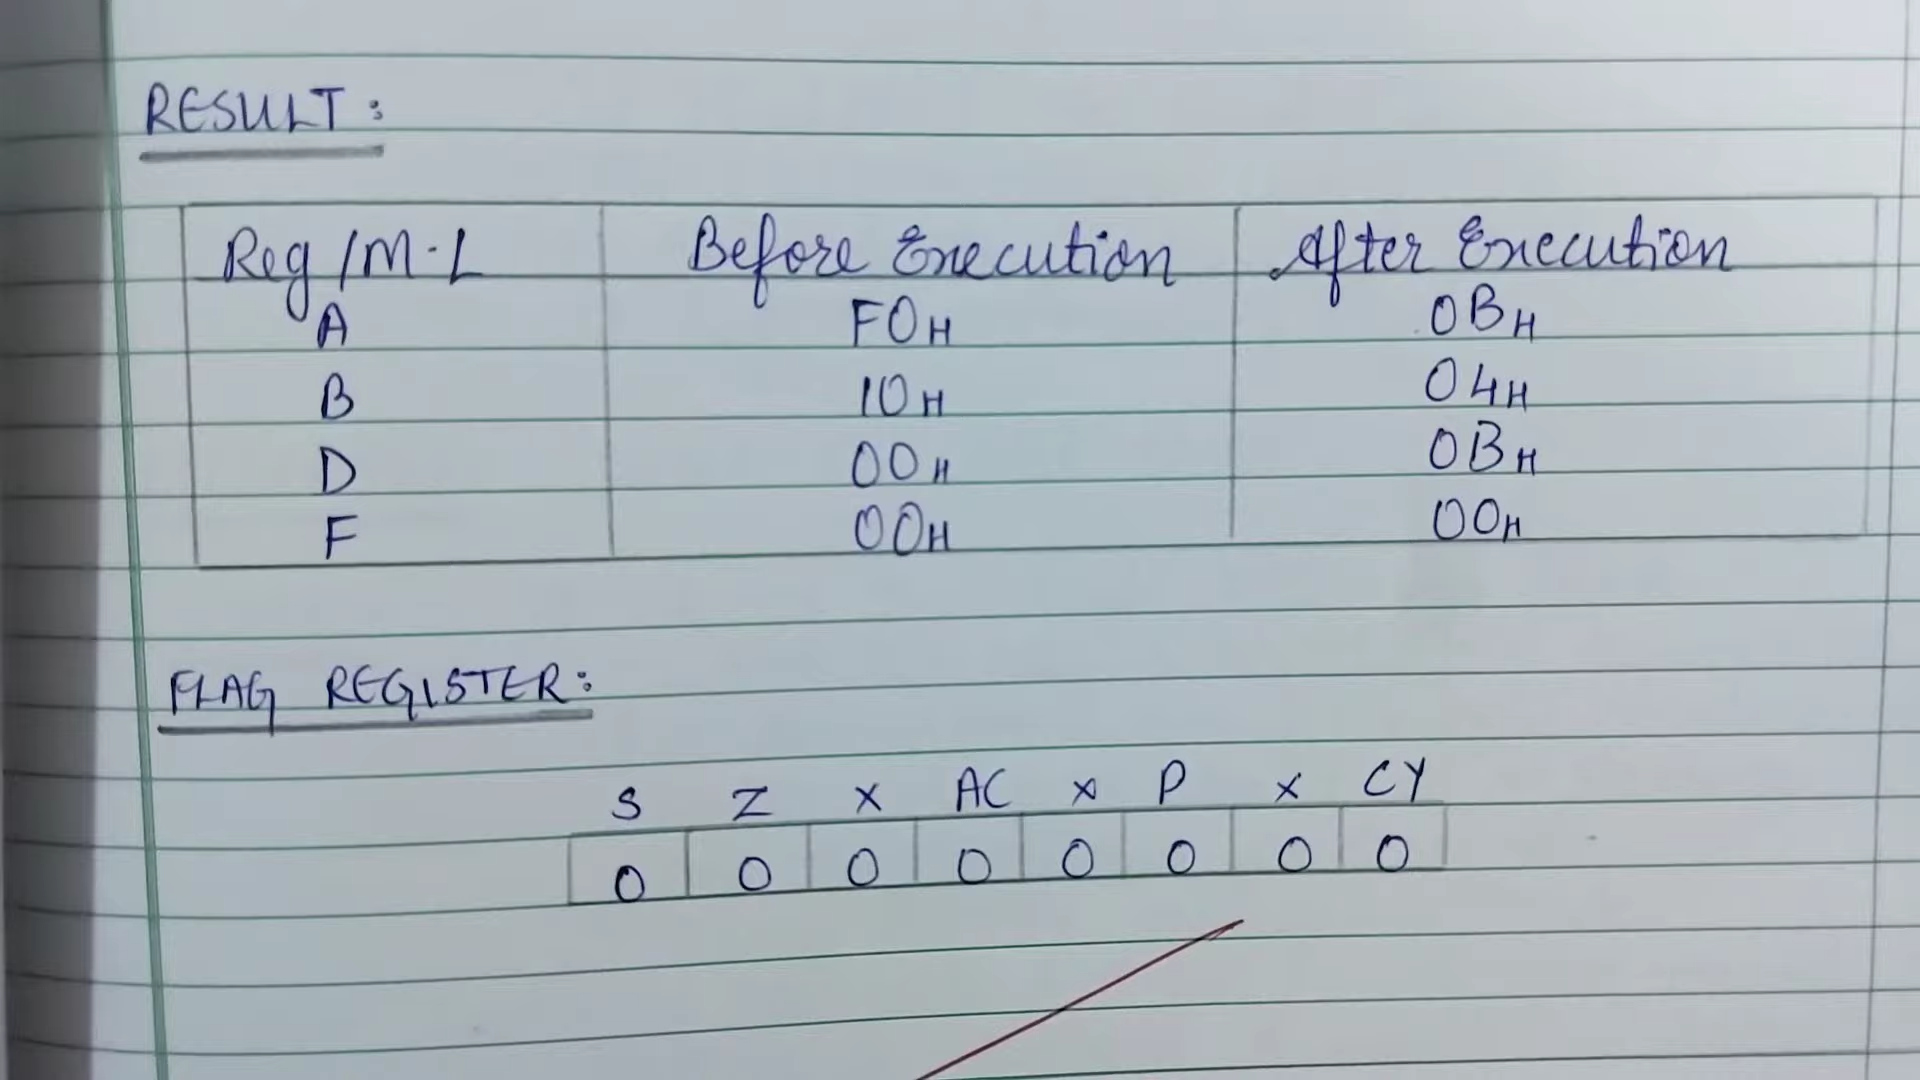 RESULT:
Reg/M.L Before Execution After Execution
A F0H 0BH
B 10H 04H
D 00H 0BH
F 00H 00H
FLAG REGISTER:
S Z X AC X P X CY
0 0 0 0 0 0 0 0